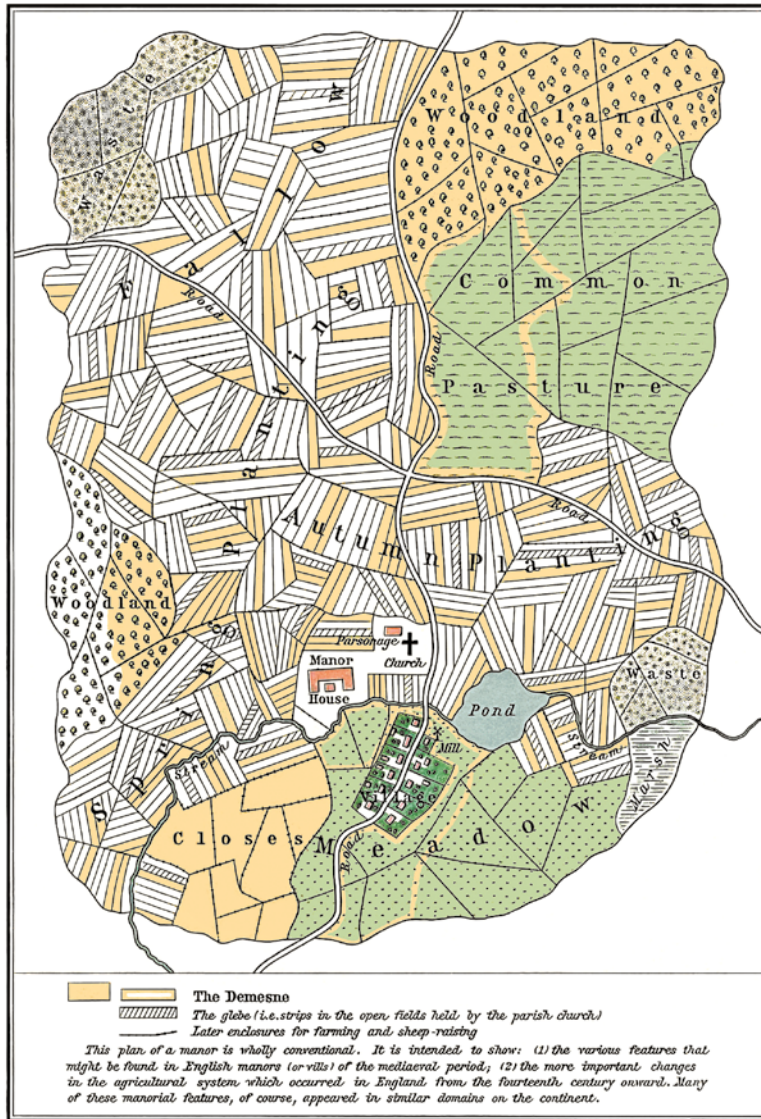 Waste
Fallow
Woodland
Common
Pasture
Road
Road
Road
Spring Plantings
Autumn Planting
Woodland
Parsonage
Church
Manor
House
Waste
Pond
Mill
Stream
Stream
Marsh
Village
Closes
Meadow
Road
The Demesne
The glebe (i.e. strips in the open fields held by the parish church)
Later enclosures for farming and sheep-raising
This plan of a manor is wholly conventional. It is intended to show: (1) the various features that
might be found in English manors (or vills) of the mediaeval period; (2) the more important changes
in the agricultural system which occurred in England from the fourteenth century onward. Many
of these manorial features, of course, appeared in similar domains on the continent.